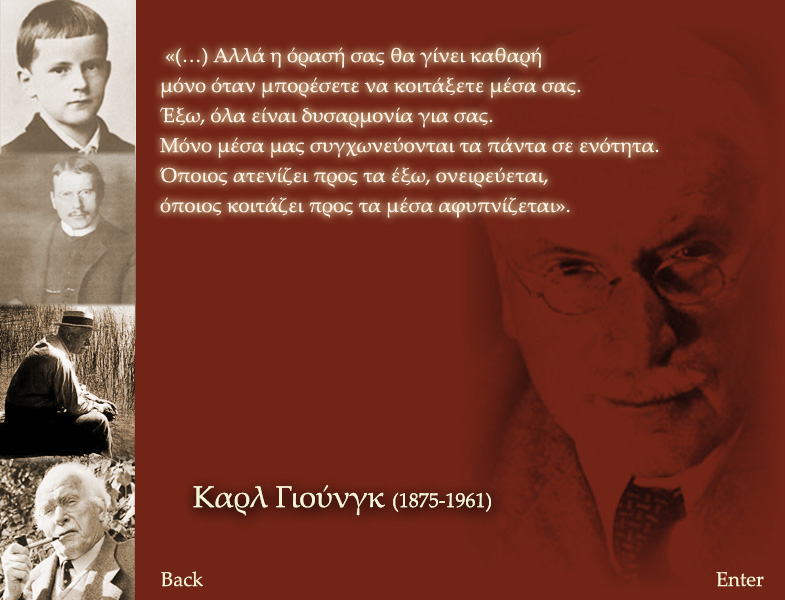 «(…) Αλλά η όρασή σας θα γίνει καθαρή
μόνο όταν μπορέσετε να κοιτάξετε μέσα σας.
Έξω, όλα είναι δυσαρμονία για σας.
Μόνο μέσα μας συγχωνεύονται τα πάντα σε ενότητα.
Όποιος ατενίζει προς τα έξω, ονειρεύεται,
όποιος κοιτάζει προς τα μέσα αφυπνίζεται».
Καρλ Γιούνγκ (1875-1961)
Back
Enter